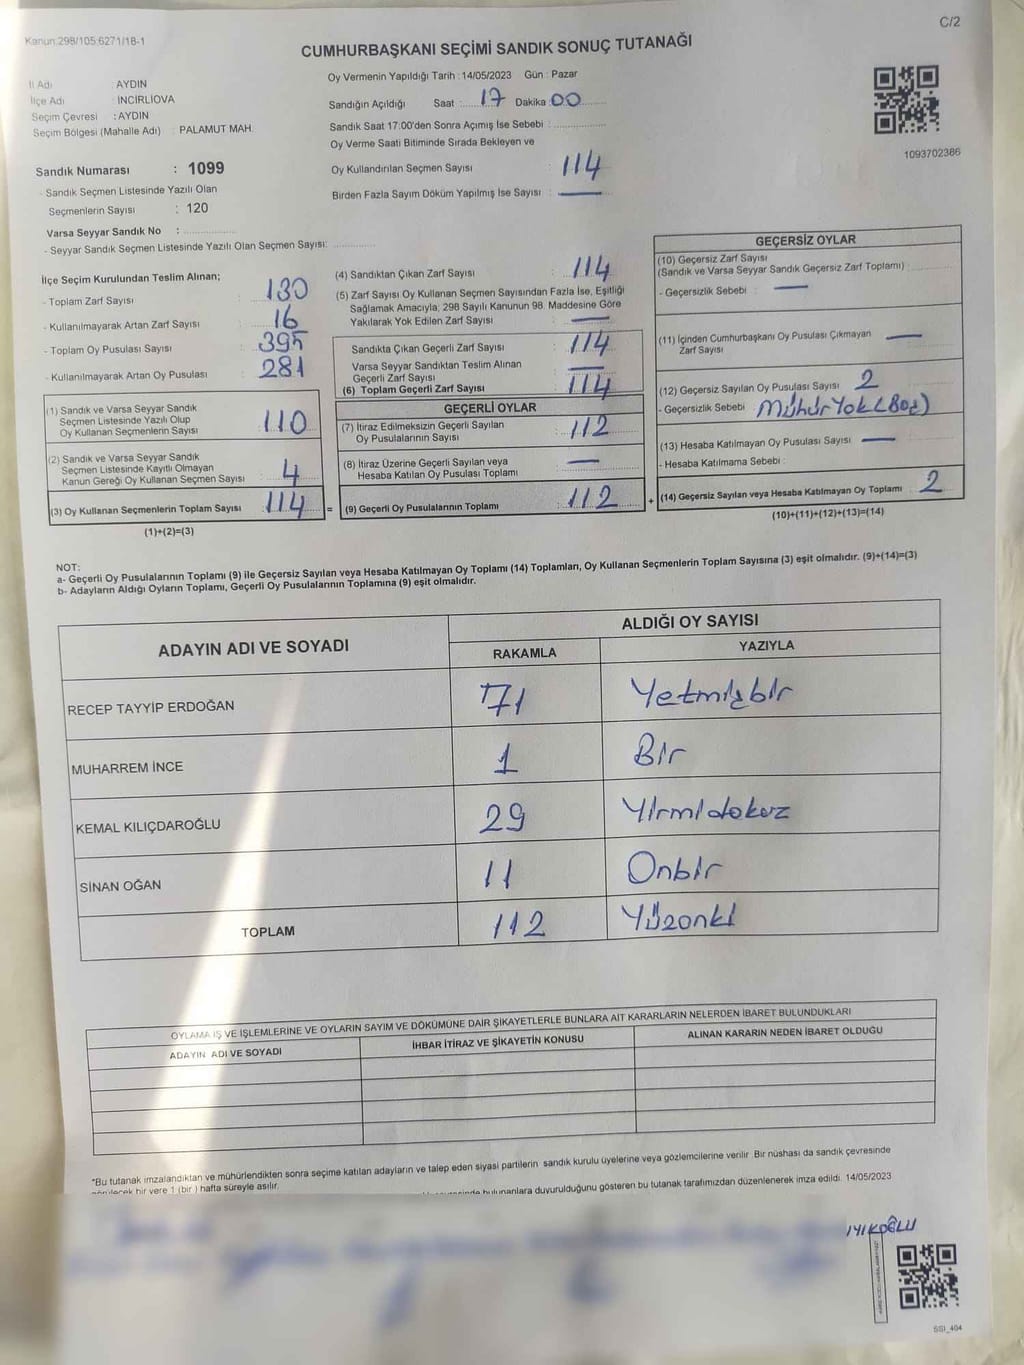 C/2
Kanun:298/105;6271/18-1
CUMHURBAŞKANI SEÇİMİ SANDIK SONUÇ TUTANAĞI
İl Adı : AYDIN
İlçe Adı : İNCİRLİOVA
Seçim Çevresi : AYDIN
Seçim Bölgesi (Mahalle Adı) : PALAMUT MAH.
Oy Vermenin Yapıldığı Tarih : 14/05/2023 Gün : Pazar
Sandığın Açıldığı Saat : 17 Dakika : 00
Sandık Saat 17:00'den Sonra Açımış İse Sebebi :
Oy Verme Saati Bitiminde Sırada Bekleyen ve
Oy Kullandırılan Seçmen Sayısı : 114
Birden Fazla Sayım Döküm Yapılmış İse Sayısı : —
1093702386
Sandık Numarası : 1099
- Sandık Seçmen Listesinde Yazılı Olan
Seçmenlerin Sayısı : 120
Varsa Seyyar Sandık No :
- Seyyar Sandık Seçmen Listesinde Yazılı Olan Seçmen Sayısı:
İlçe Seçim Kurulundan Teslim Alınan;
- Toplam Zarf Sayısı : 130
- Kullanılmayarak Artan Zarf Sayısı : 16
- Toplam Oy Pusulası Sayısı : 395
- Kullanılmayarak Artan Oy Pusulası : 281
(1) Sandık ve Varsa Seyyar Sandık
Seçmen Listesinde Yazılı Olup
Oy Kullanan Seçmenlerin Sayısı : 110
(2) Sandık ve Varsa Seyyar Sandık
Seçmen Listesinde Kayıtlı Olmayan
Kanun Gereği Oy Kullanan Seçmen Sayısı : 4
(3) Oy Kullanan Seçmenlerin Toplam Sayısı : 114
(1)+(2)=(3)
(4) Sandıktan Çıkan Zarf Sayısı : 114
(5) Zarf Sayısı Oy Kullanan Seçmen Sayısından Fazla İse, Eşitliği
Sağlamak Amacıyla; 298 Sayılı Kanunun 98. Maddesine Göre
Yakılarak Yok Edilen Zarf Sayısı : —
Sandıkta Çıkan Geçerli Zarf Sayısı : 114
Varsa Seyyar Sandıktan Teslim Alınan
Geçerli Zarf Sayısı : —
(6) Toplam Geçerli Zarf Sayısı : 114
GEÇERLİ OYLAR
(7) İtiraz Edilmeksizin Geçerli Sayılan
Oy Pusulalarının Sayısı : 112
(8) İtiraz Üzerine Geçerli Sayılan veya
Hesaba Katılan Oy Pusulası Toplamı : —
= (9) Geçerli Oy Pusulalarının Toplamı : 112 +
GEÇERSİZ OYLAR
(10) Geçersiz Zarf Sayısı
(Sandık ve Varsa Seyyar Sandık Geçersiz Zarf Toplamı) :
- Geçersizlik Sebebi : —
(11) İçinden Cumhurbaşkanı Oy Pusulası Çıkmayan
Zarf Sayısı : —
(12) Geçersiz Sayılan Oy Pusulası Sayısı : 2
- Geçersizlik Sebebi : Mühür Yok (Boş)
(13) Hesaba Katılmayan Oy Pusulası Sayısı : —
- Hesaba Katılmama Sebebi :
(14) Geçersiz Sayılan veya Hesaba Katılmayan Oy Toplamı : 2
(10)+(11)+(12)+(13)=(14)
NOT:
a- Geçerli Oy Pusulalarının Toplamı (9) ile Geçersiz Sayılan veya Hesaba Katılmayan Oy Toplamı (14) Toplamları, Oy Kullanan Seçmenlerin Toplam Sayısına (3) eşit olmalıdır. (9)+(14)=(3)
b- Adayların Aldığı Oyların Toplamı, Geçerli Oy Pusulalarının Toplamına (9) eşit olmalıdır.
ADAYIN ADI VE SOYADI
ALDIĞI OY SAYISI
RAKAMLA YAZIYLA
RECEP TAYYİP ERDOĞAN 71 Yetmişbir
MUHARREM İNCE 1 Bir
KEMAL KILIÇDAROĞLU 29 Yirmidokuz
SİNAN OĞAN 11 Onbir
TOPLAM 112 Yüzonki
OYLAMA İŞ VE İŞLEMLERİNE VE OYLARIN SAYIM VE DÖKÜMÜNE DAİR ŞİKAYETLERLE BUNLARA AİT KARARLARIN NELERDEN İBARET BULUNDUKLARI
ADAYIN ADI VE SOYADI İHBAR İTİRAZ VE ŞİKAYETİN KONUSU ALINAN KARARIN NEDEN İBARET OLDUĞU
*Bu tutanak imzalandıktan ve mühürlendikten sonra seçime katılan adayların ve talep eden siyasi partilerin sandık kurulu üyelerine veya gözlemcilerine verilir. Bir nüshası da sandık çevresinde
görülecek bir yere 1 (bir ) hafta süreyle asılır.
bulunanlara duyurulduğunu gösteren bu tutanak tarafımızdan düzenlenerek imza edildi. 14/05/2023
SSI_404